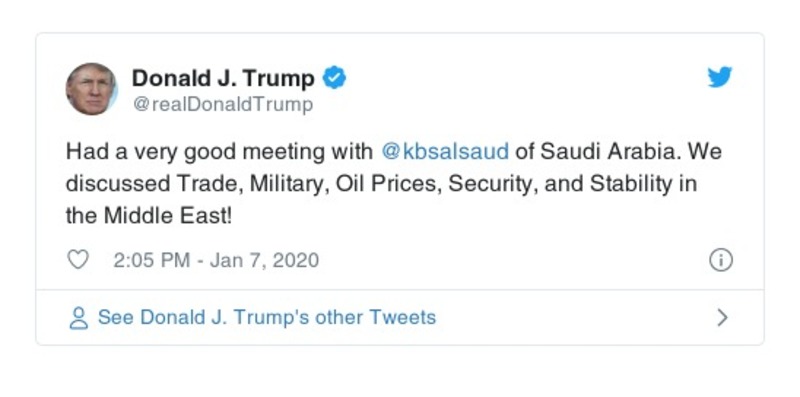 Donald J. Trump
@realDonaldTrump
Had a very good meeting with @kbsalsaud of Saudi Arabia. We
discussed Trade, Military, Oil Prices, Security, and Stability in
the Middle East!
2:05 PM - Jan 7, 2020
See Donald J. Trump's other Tweets